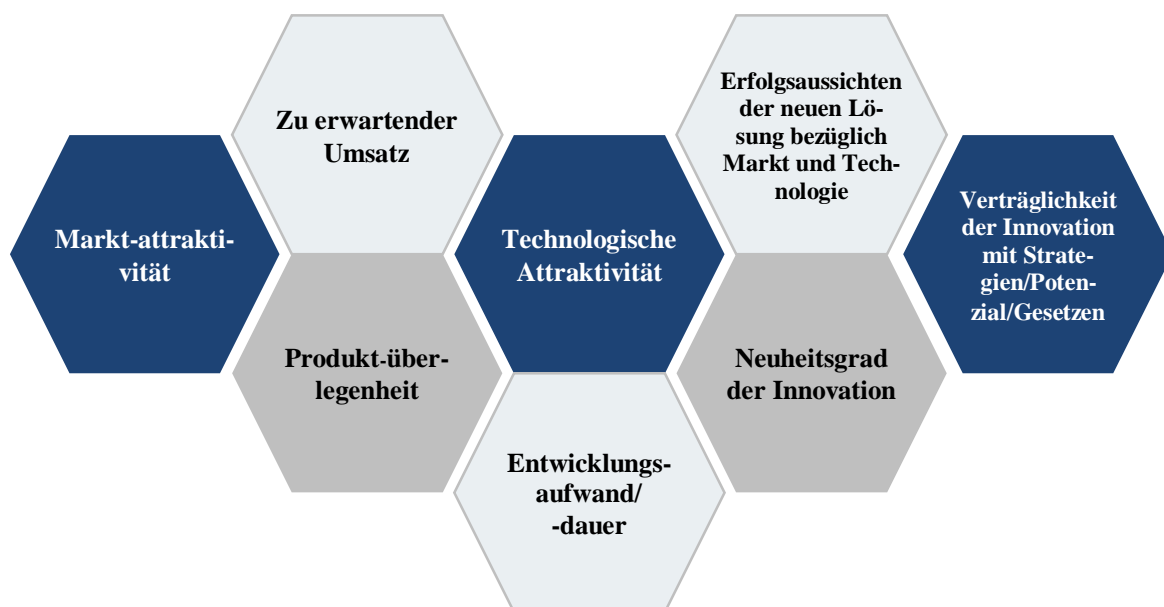 Markt-attrakti-
vität
Zu erwartender
Umsatz
Produkt-über-
legenheit
Technologische
Attraktivität
Entwicklungs-
aufwand/
-dauer
Erfolgsaussichten
der neuen Lö-
sung bezüglich
Markt und Tech-
nologie
Neuheitsgrad
der Innovation
Verträglichkeit
der Innovation
mit Strate-
gien/Poten-
zial/Gesetzen